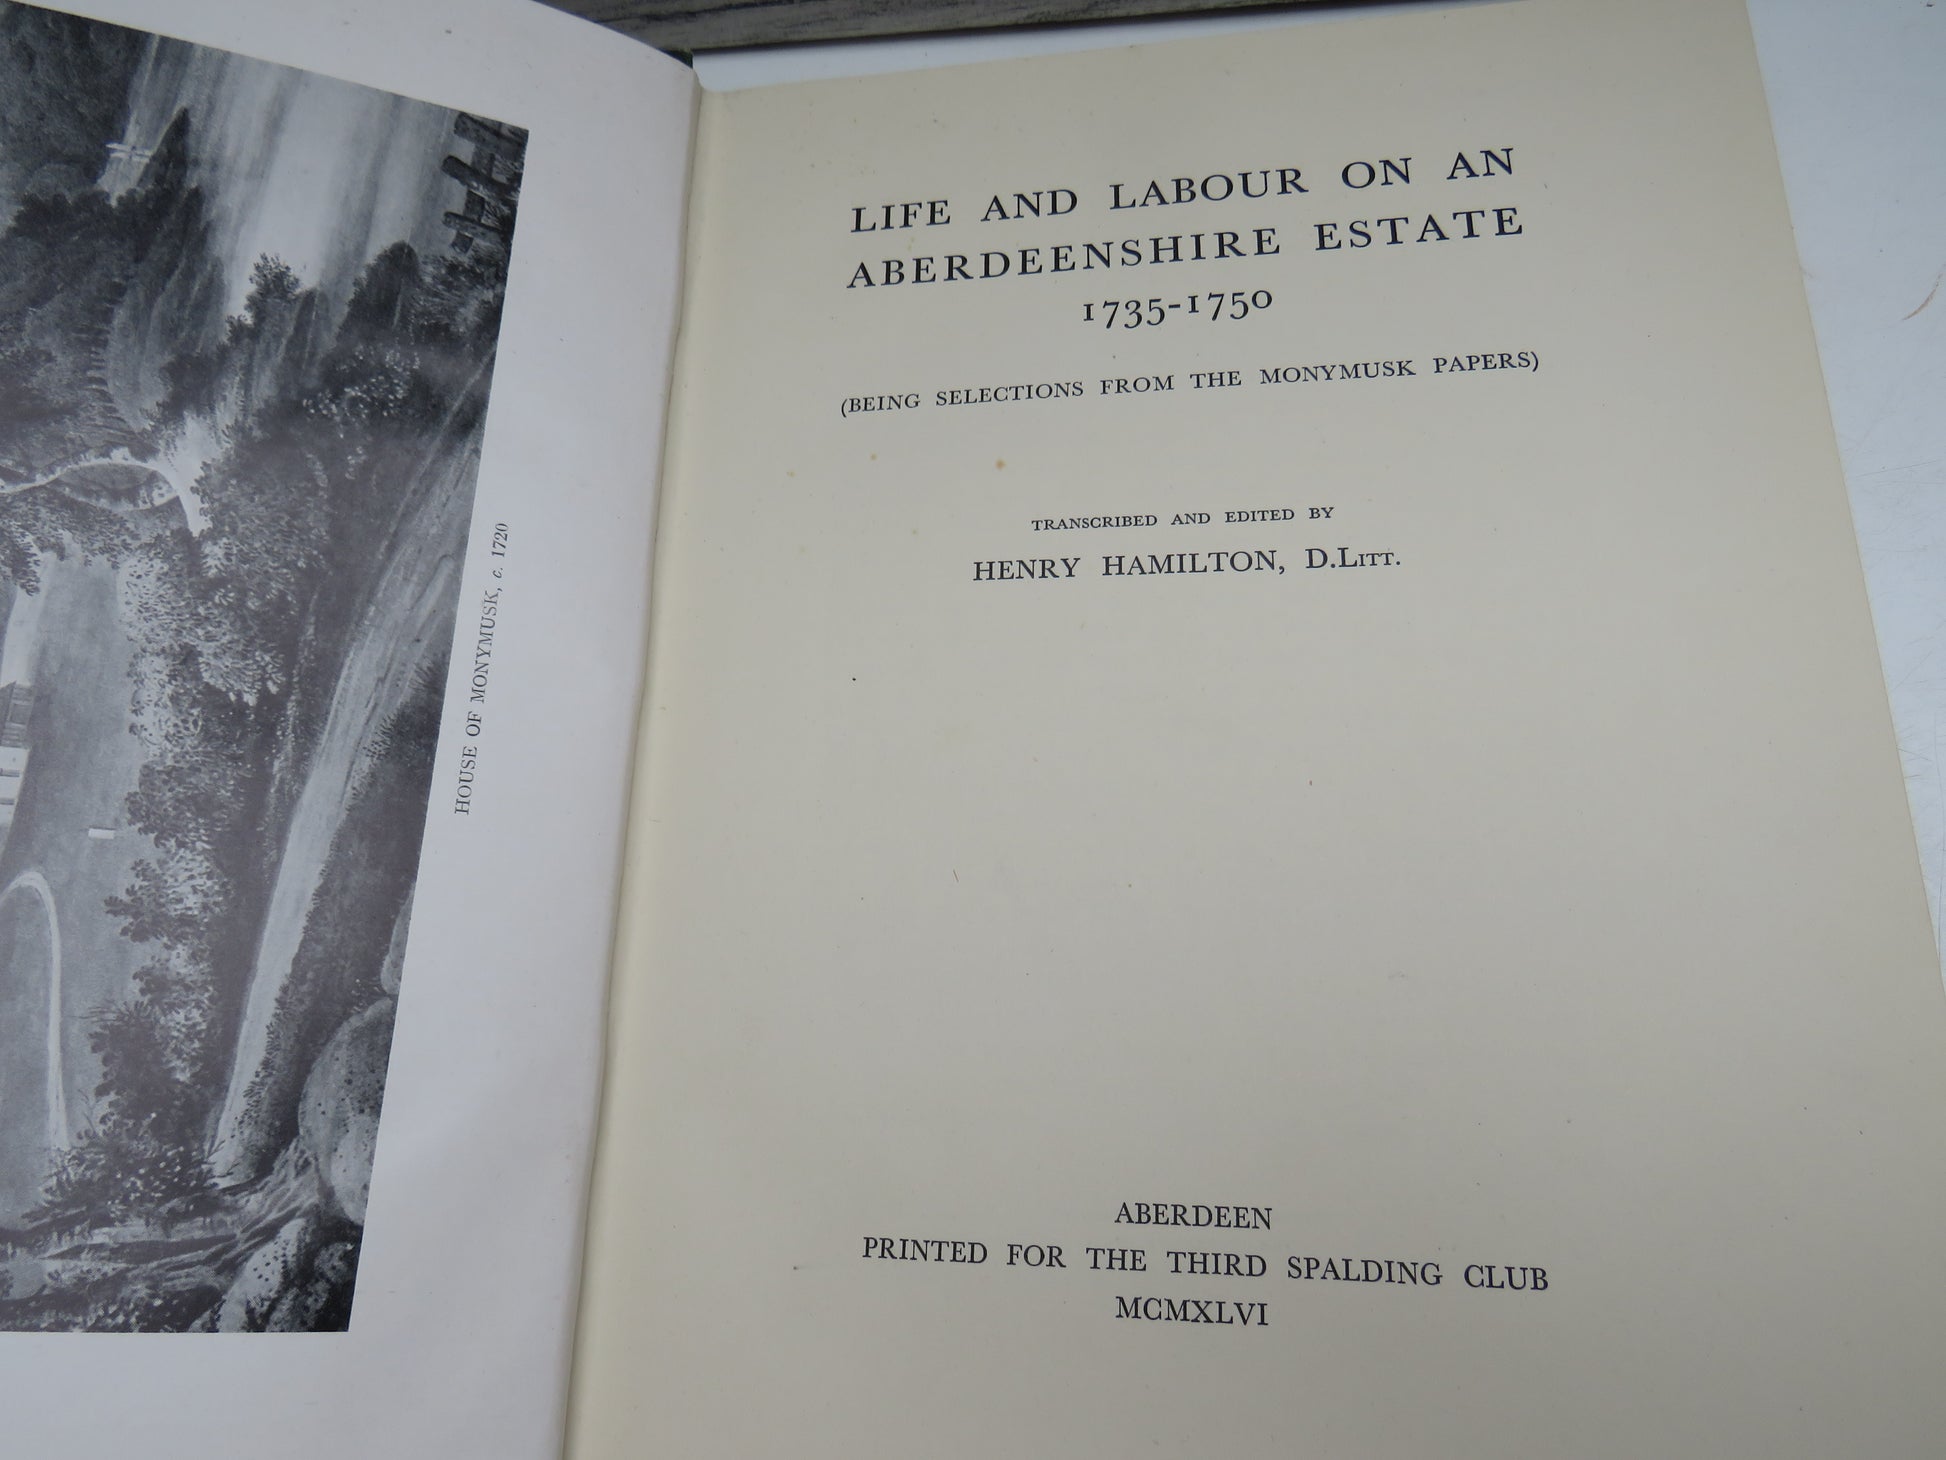 HOUSE OF MONYMUSK, c. 1720
LIFE AND LABOUR ON AN
ABERDEENSHIRE ESTATE
1735-1750
(BEING SELECTIONS FROM THE MONYMUSK PAPERS)
TRANSCRIBED AND EDITED BY
HENRY HAMILTON, D.LITT.
ABERDEEN
PRINTED FOR THE THIRD SPALDING CLUB
MCMXLVI